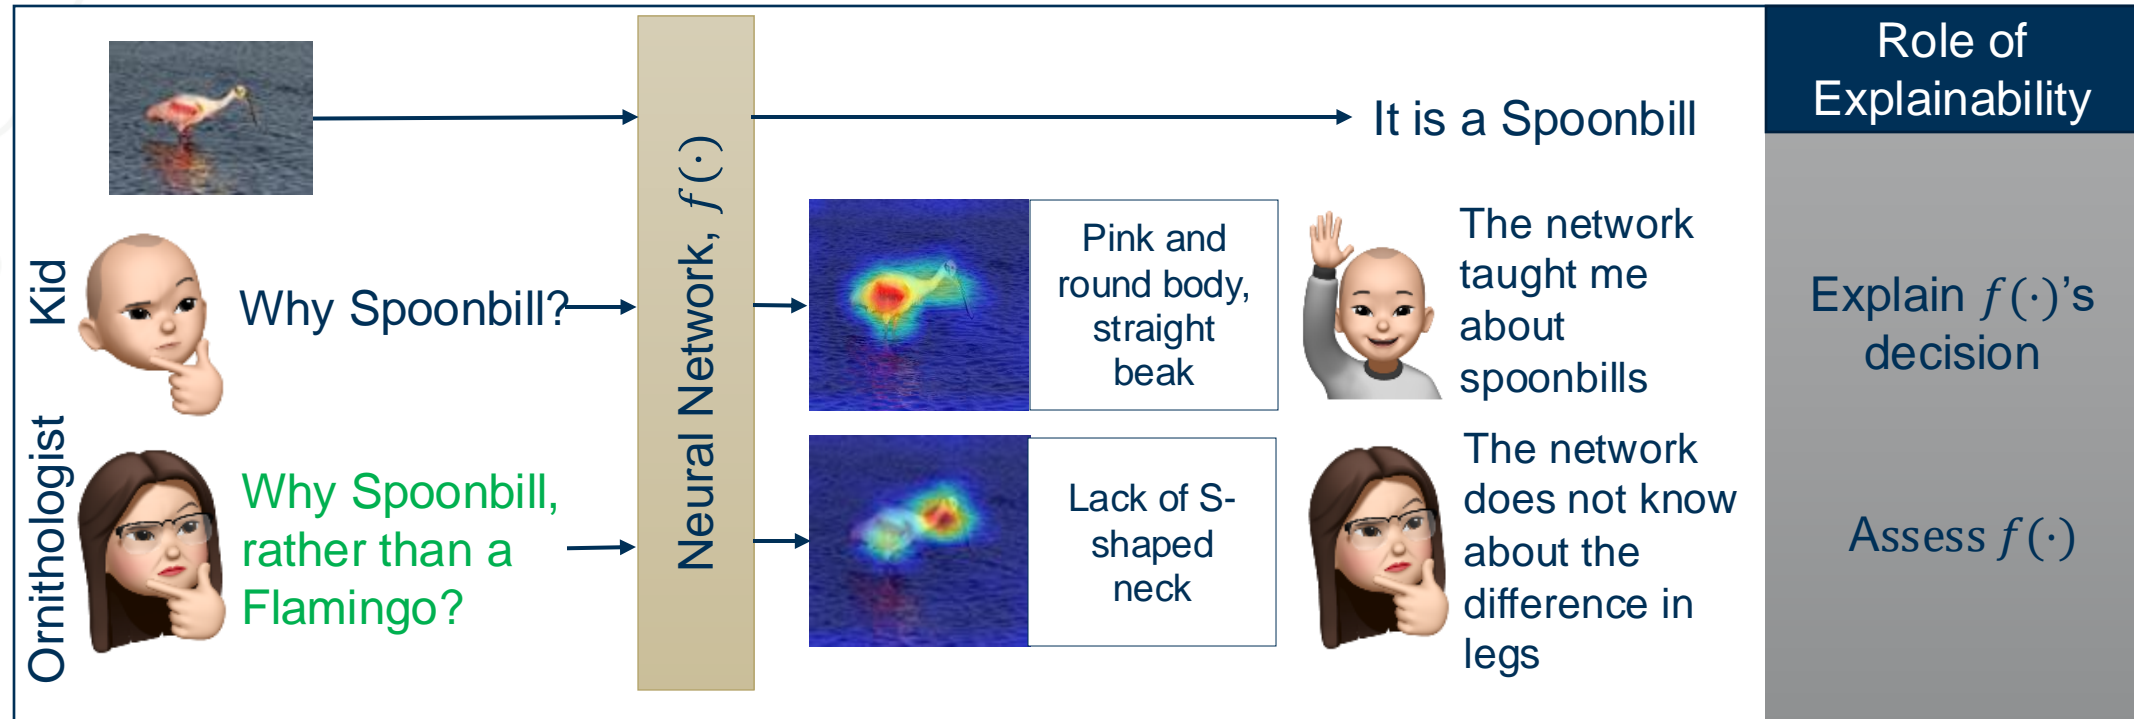 Role of
Explainability
It is a Spoonbill
Neural Network, f(·)
Kid
Why Spoonbill?
Pink and
round body,
straight
beak
The network
taught me
about
spoonbills
Explain f(·)’s
decision
Ornithologist
Why Spoonbill,
rather than a
Flamingo?
Lack of S-
shaped
neck
The network
does not know
about the
difference in
legs
Assess f(·)